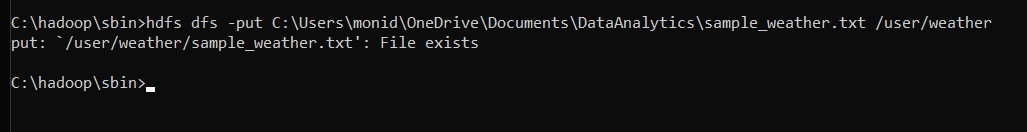 C:\hadoop\sbin>hdfs dfs -put C:\Users\monid\OneDrive\Documents\DataAnalytics\sample_weather.txt /user/weather
put: `/user/weather/sample_weather.txt': File exists
C:\hadoop\sbin>